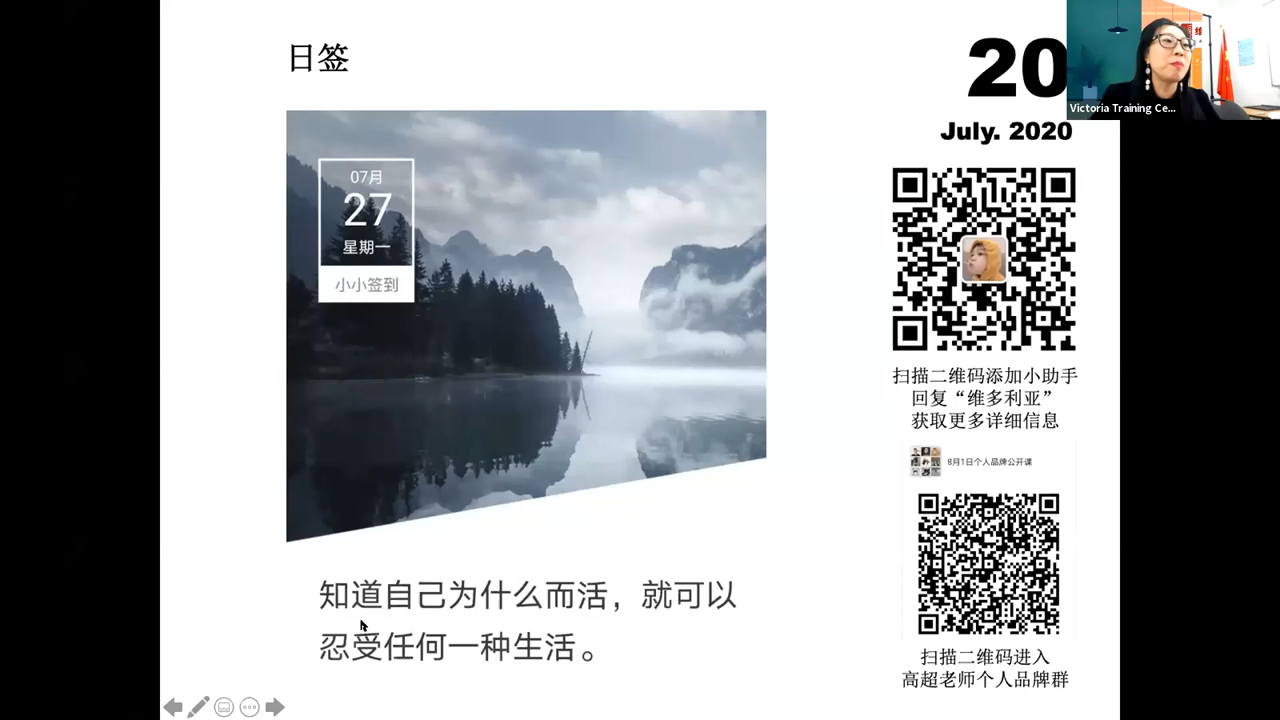 日签
20
July. 2020
Victoria Training Ce...
07月
27
星期一
小小签到
扫描二维码添加小助手
回复“维多利亚”
获取更多详细信息
8月1日个人品牌公开课
知道自己为什么而活，就可以
忍受任何一种生活。
扫描二维码进入
高超老师个人品牌群